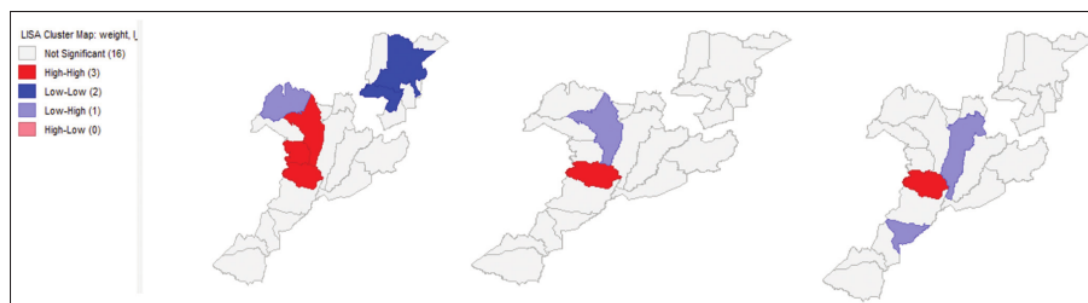 LISA Cluster Map: weight, I_
Not Significant (16)
High-High (3)
Low-Low (2)
Low-High (1)
High-Low (0)